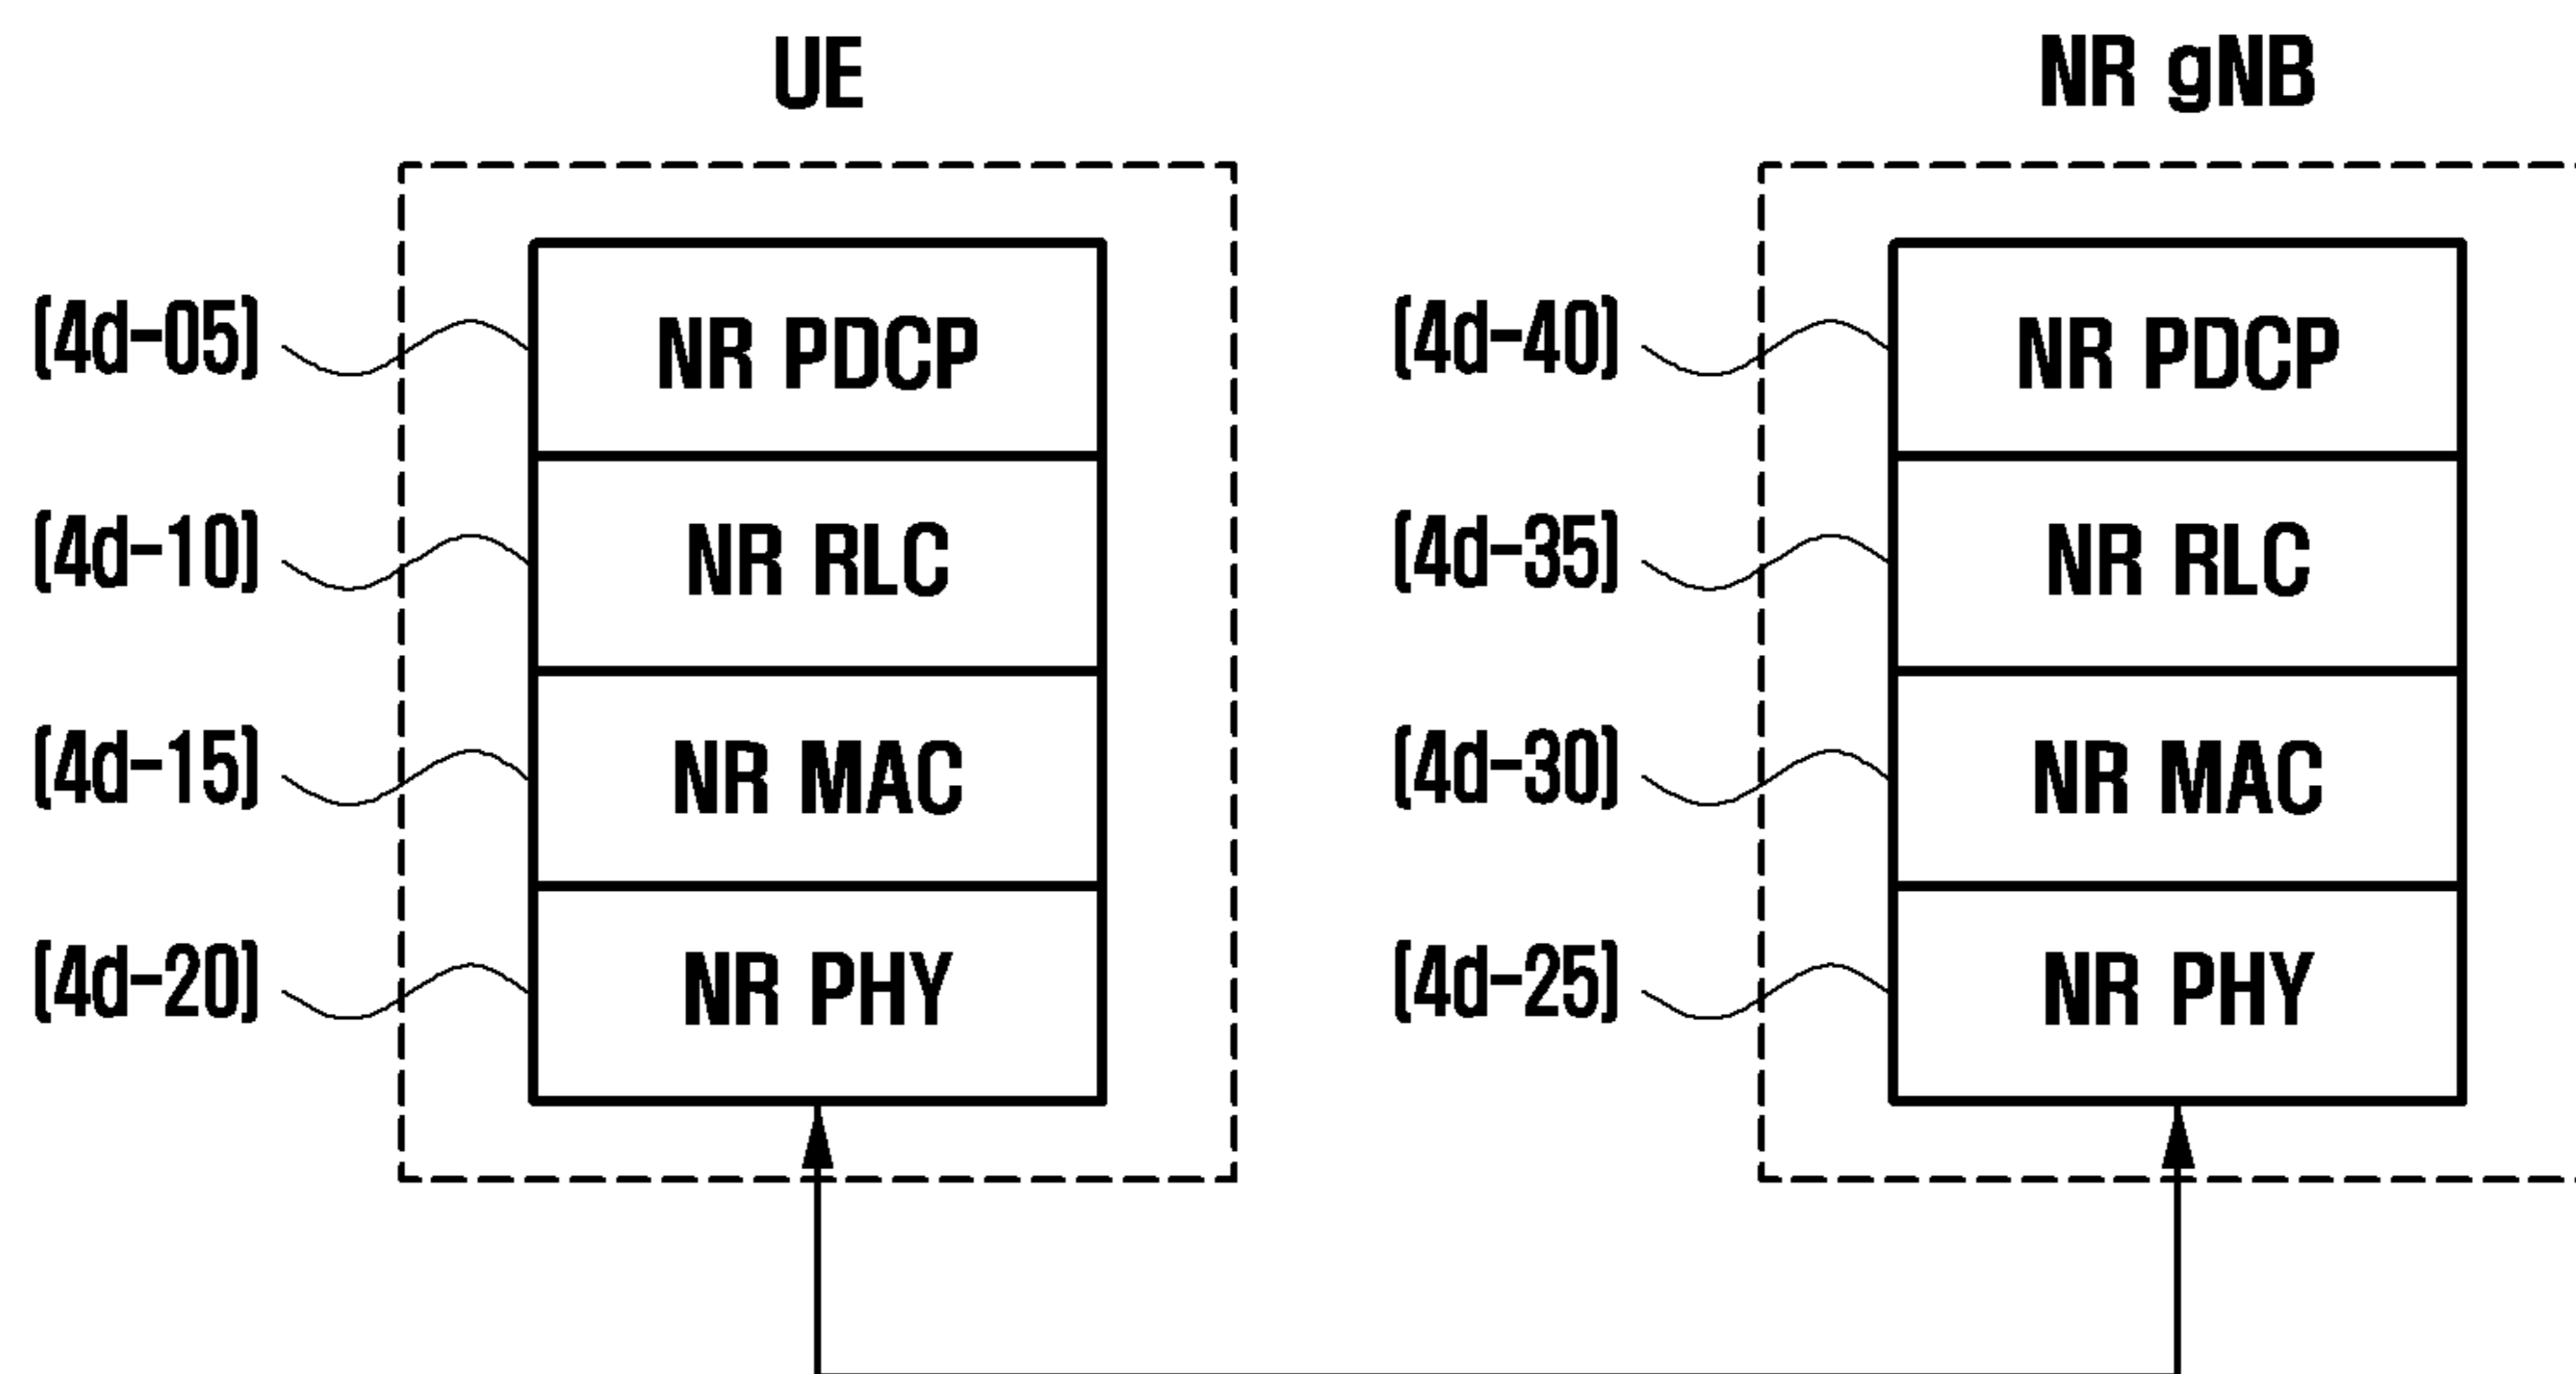 UE
NR gNB
(4d-05)
NR PDCP
(4d-40)
NR PDCP
(4d-10)
NR RLC
(4d-35)
NR RLC
(4d-15)
NR MAC
(4d-30)
NR MAC
(4d-20)
NR PHY
(4d-25)
NR PHY